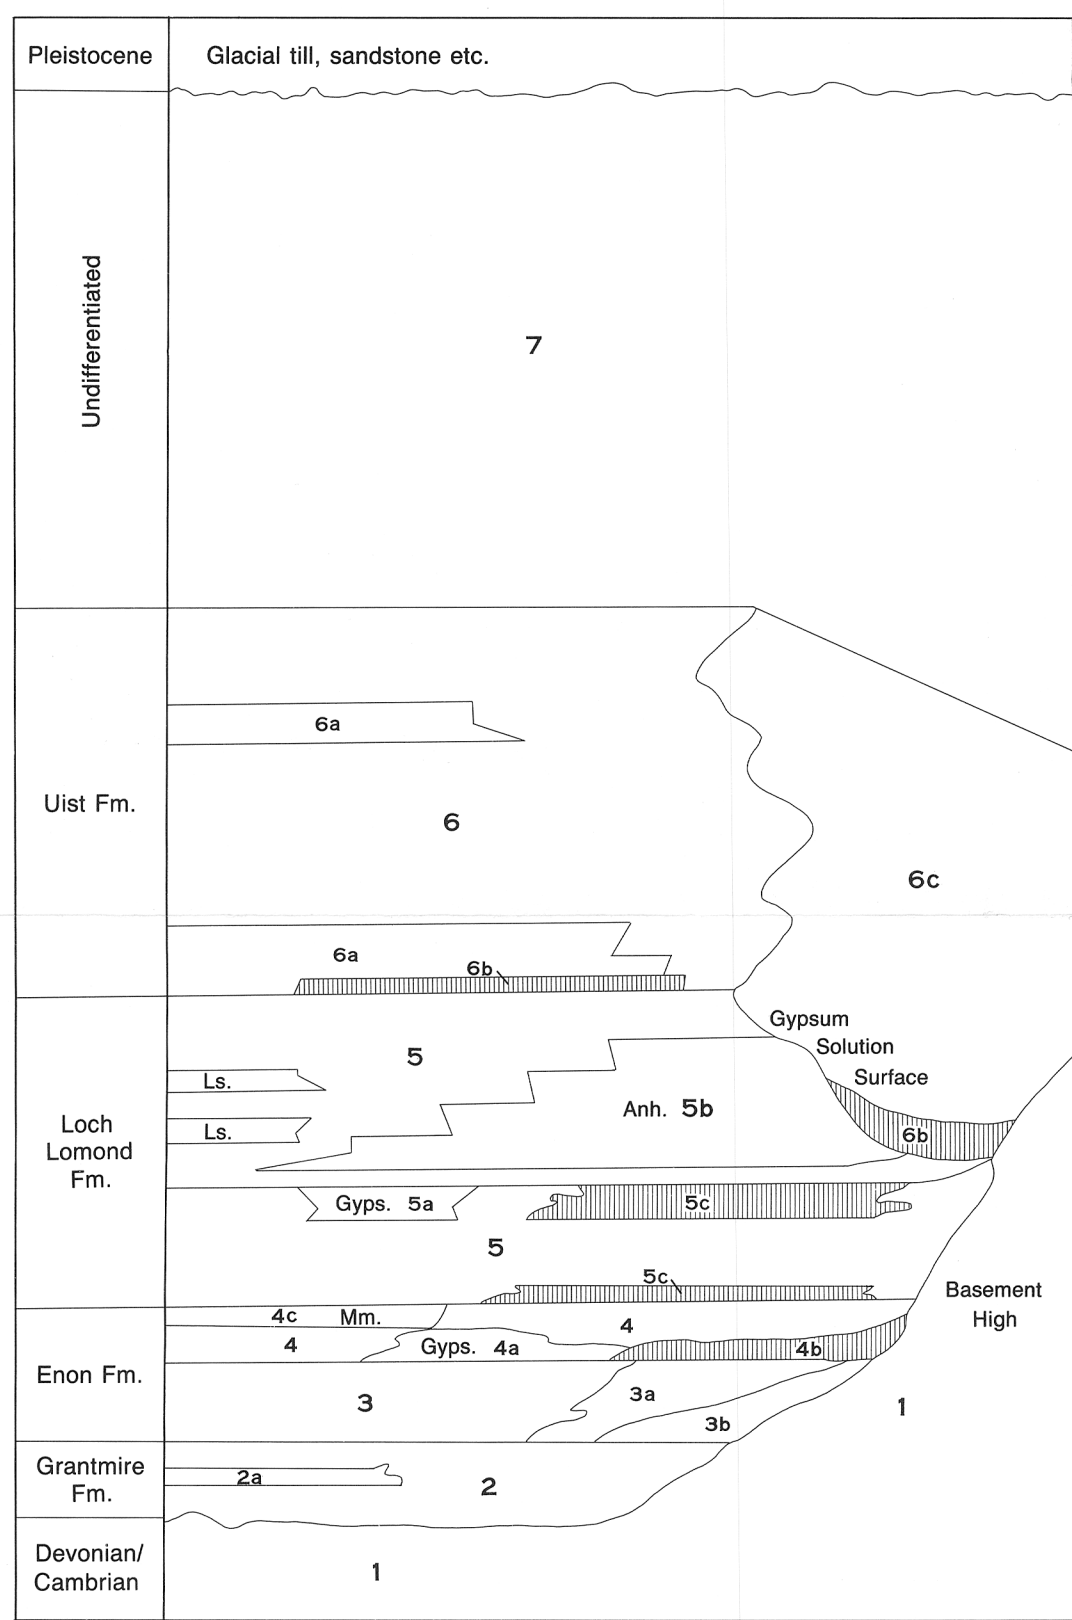 Pleistocene
Glacial till, sandstone etc.
Undifferentiated
7
6a
Uist Fm.
6
6c
6a
6b
Gypsum
Solution
Surface
5
Ls.
Anh. 5b
Ls.
6b
Loch
Lomond
Fm.
Gyps. 5a
5c
5
5c
Basement
High
4c Mm.
4
4
Gyps. 4a
4b
Enon Fm.
3
3a
3b
1
Grantmire
Fm.
2a
2
Devonian/
Cambrian
1